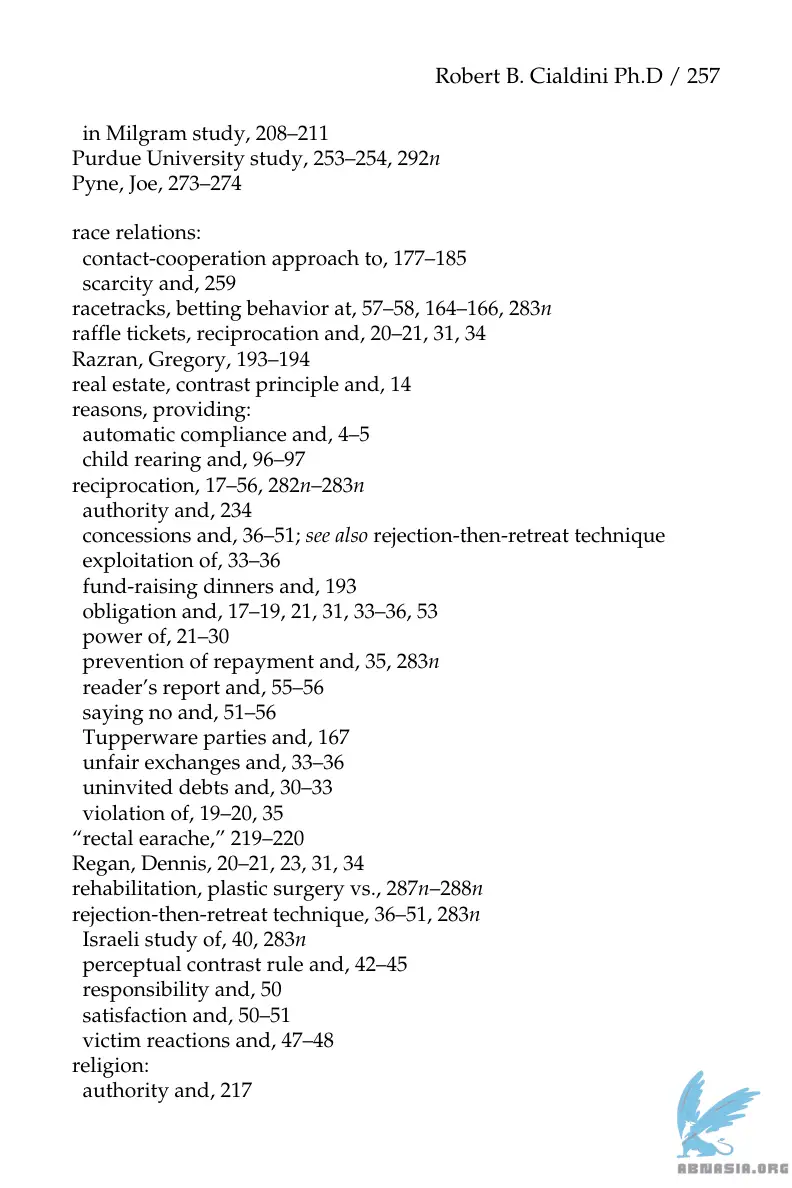 Robert B. Cialdini Ph.D / 257
in Milgram study, 208–211
Purdue University study, 253–254, 292n
Pyne, Joe, 273–274
race relations:
contact-cooperation approach to, 177–185
scarcity and, 259
racetracks, betting behavior at, 57–58, 164–166, 283n
raffle tickets, reciprocation and, 20–21, 31, 34
Razran, Gregory, 193–194
real estate, contrast principle and, 14
reasons, providing:
automatic compliance and, 4–5
child rearing and, 96–97
reciprocation, 17–56, 282n–283n
authority and, 234
concessions and, 36–51; see also rejection-then-retreat technique
exploitation of, 33–36
fund-raising dinners and, 193
obligation and, 17–19, 21, 31, 33–36, 53
power of, 21–30
prevention of repayment and, 35, 283n
reader’s report and, 55–56
saying no and, 51–56
Tupperware parties and, 167
unfair exchanges and, 33–36
uninvited debts and, 30–33
violation of, 19–20, 35
“rectal earache,” 219–220
Regan, Dennis, 20–21, 23, 31, 34
rehabilitation, plastic surgery vs., 287n–288n
rejection-then-retreat technique, 36–51, 283n
Israeli study of, 40, 283n
perceptual contrast rule and, 42–45
responsibility and, 50
satisfaction and, 50–51
victim reactions and, 47–48
religion:
authority and, 217
ABNASIA.ORG